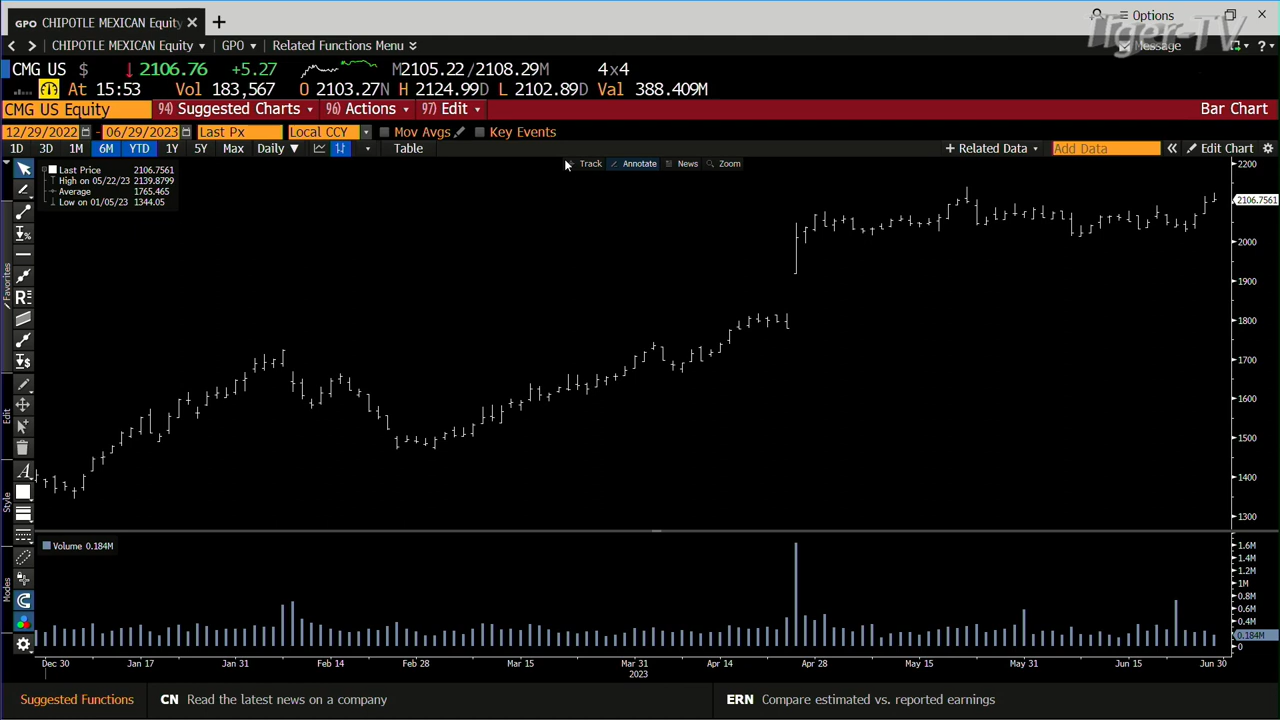 GPO CHIPOTLE MEXICAN Equity
Options
CHIPOTLE MEXICAN Equity GPO Related Functions Menu
Message
Tiger-TV
CMG US $ 2106.76 +5.27 M2105.22/2108.29M 4x4
At 15:53 Vol 183,567 O 2103.27N H 2124.99D L 2102.89D Val 388.409M
CMG US Equity 94) Suggested Charts 96) Actions 97) Edit Bar Chart
12/29/2022 - 06/29/2023 Last Px Local CCY Mov Avgs Key Events
1D 3D 1M 6M YTD 1Y 5Y Max Daily Table + Related Data Add Data Edit Chart
Track Annotate News Zoom
Last Price 2106.7561
High on 05/22/23 2139.8799
Average 1765.465
Low on 01/05/23 1344.05
2200
2106.7561
2000
1900
1800
1700
1600
1500
1400
1300
Favorites
Edit
Style
Modes
Volume 0.184M
1.6M
1.4M
1.2M
1M
0.8M
0.6M
0.4M
0.184M
0
Dec 30 Jan 17 Jan 31 Feb 14 Feb 28 Mar 15 Mar 31 Apr 14 Apr 28 May 15 May 31 Jun 15 Jun 30
2023
Suggested Functions CN Read the latest news on a company ERN Compare estimated vs. reported earnings